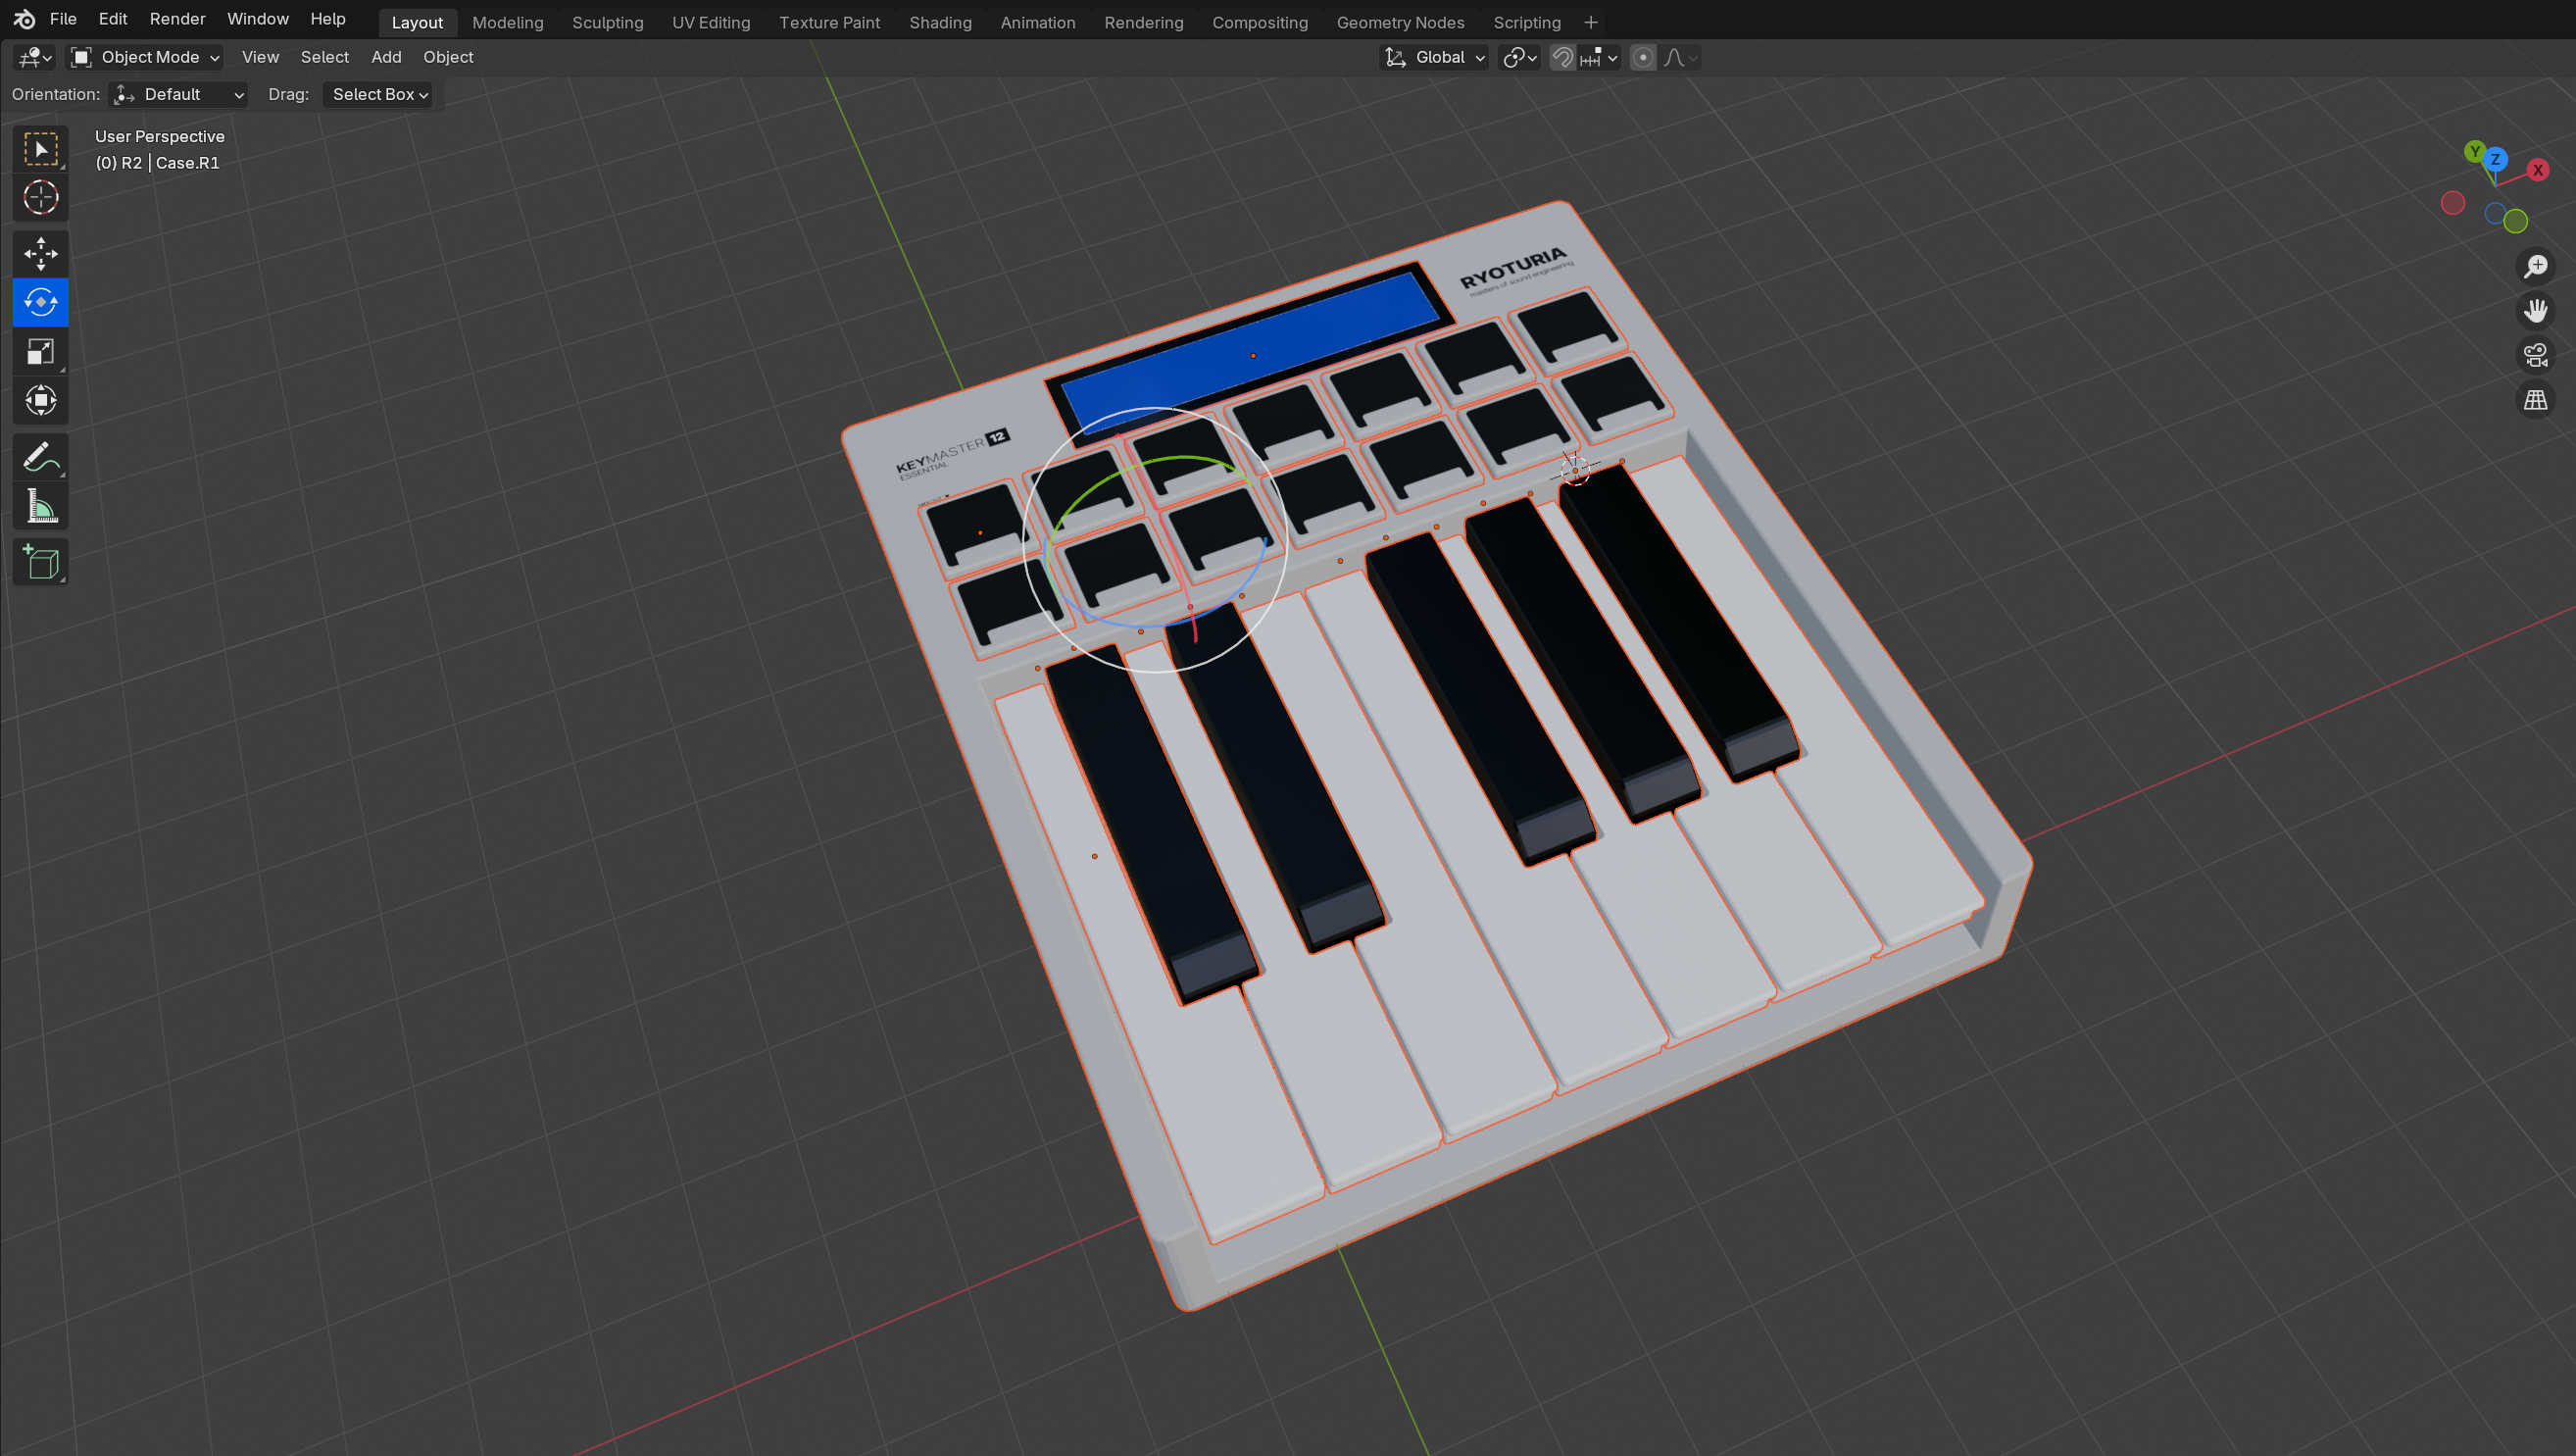 File Edit Render Window Help Layout Modeling Sculpting UV Editing Texture Paint Shading Animation Rendering Compositing Geometry Nodes Scripting +
Object Mode View Select Add Object Global
Orientation: Default Drag: Select Box
User Perspective
(0) R2 | Case.R1
Y Z X
RYOTURIA
masters of sound engineering
KEYMASTER 12
ESSENTIAL